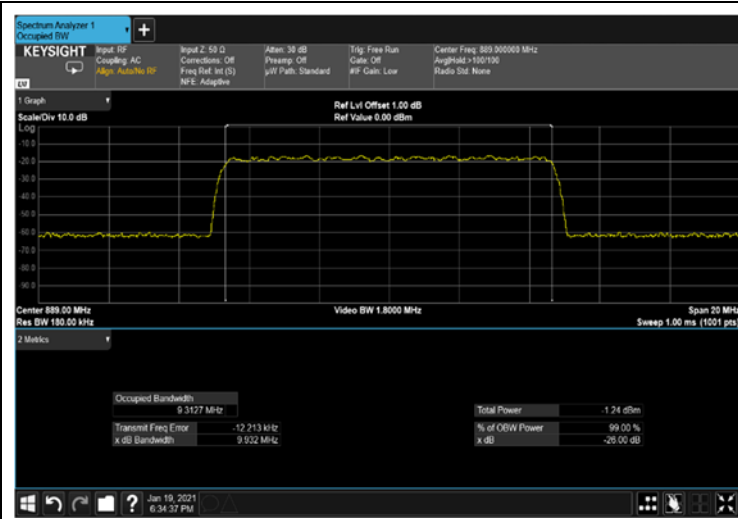 Spectrum Analyzer 1
Occupied BW
KEYSIGHT
Input: RF
Coupling: AC
Align: Auto/No RF
Input Z: 50 Ω
Corrections: Off
Freq Ref: Int (S)
NFE: Adaptive
Atten: 30 dB
Preamp: Off
µW Path: Standard
Trig: Free Run
Gate: Off
#IF Gain: Low
Center Freq: 889.000000 MHz
Avg|Hold:>100/100
Radio Std: None
1 Graph
Scale/Div 10.0 dB
Ref Lvl Offset 1.00 dB
Ref Value 0.00 dBm
Log
-10.0
-20.0
-30.0
-40.0
-50.0
-60.0
-70.0
-80.0
-90.0
Center 889.00 MHz
Video BW 1.8000 MHz
Span 20 MHz
Res BW 180.00 kHz
Sweep 1.00 ms (1001 pts)
2 Metrics
Occupied Bandwidth
9.3127 MHz
Total Power -1.24 dBm
Transmit Freq Error -12.213 kHz
% of OBW Power 99.00 %
x dB Bandwidth 9.932 MHz
x dB -26.00 dB
?
Jan 19, 2021
6:34:37 PM